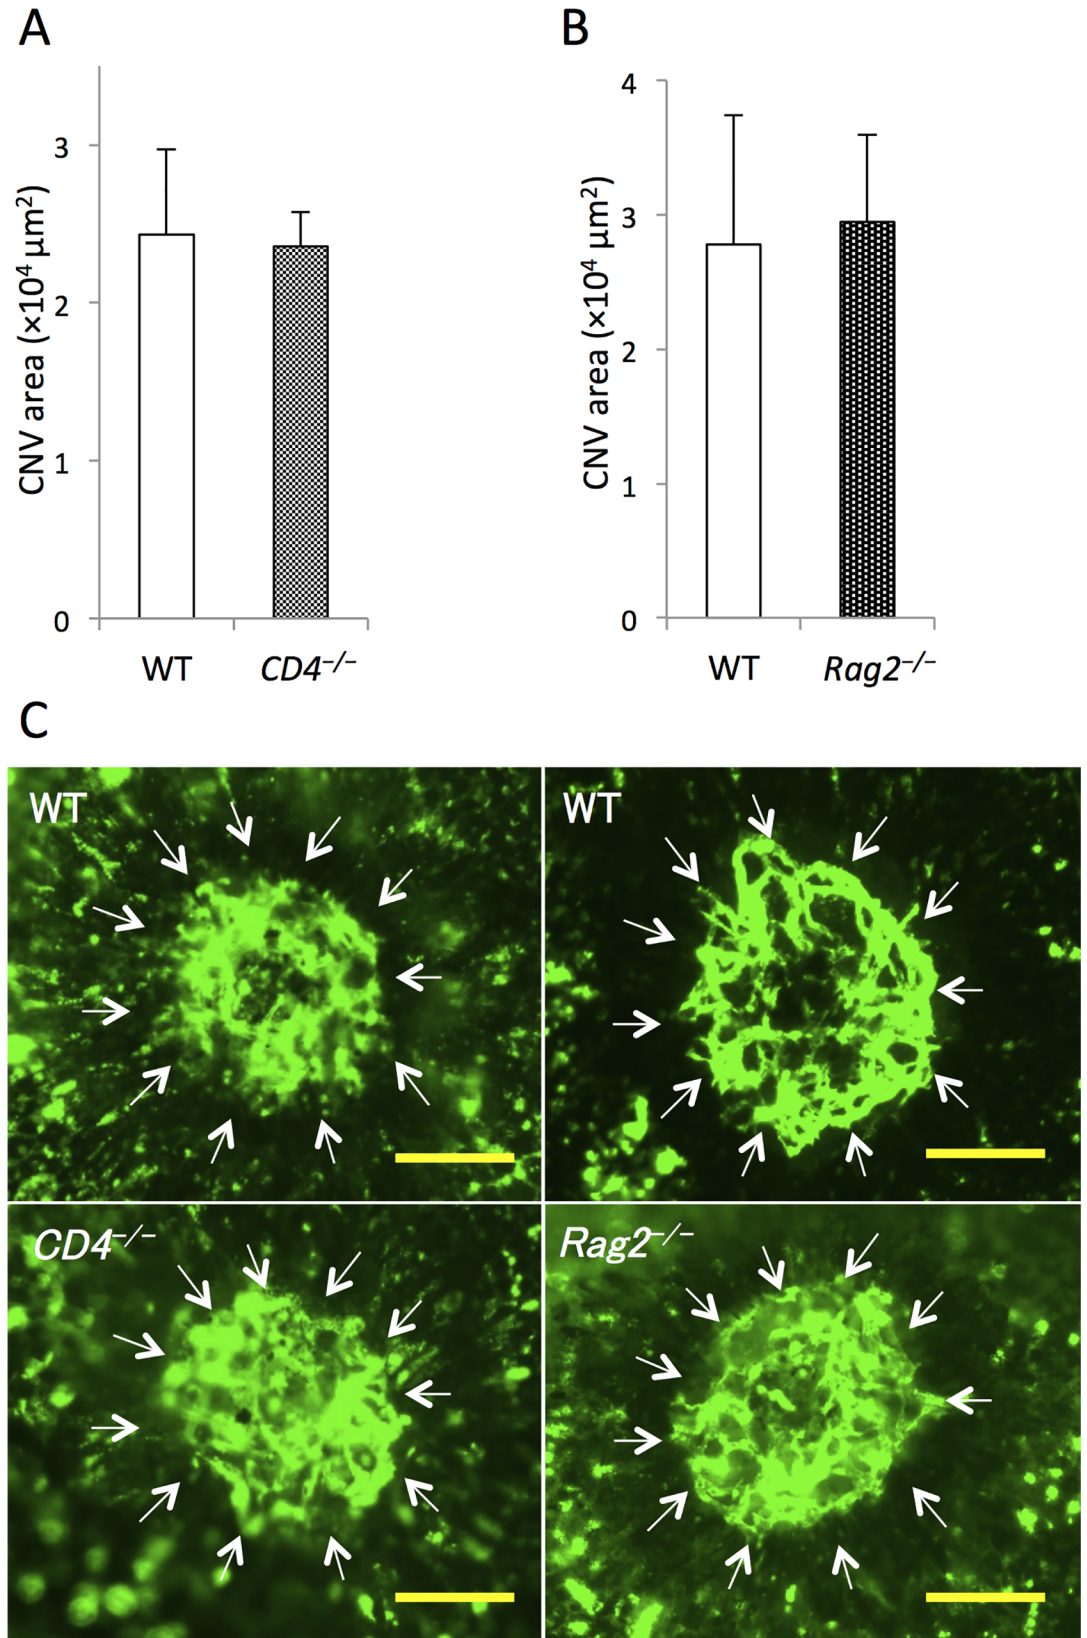 A
B
CNV area (×10⁴ µm²)
3
2
1
0
WT
CD4⁻/⁻
CNV area (×10⁴ µm²)
4
3
2
1
0
WT
Rag2⁻/⁻
C
WT
WT
CD4⁻/⁻
Rag2⁻/⁻